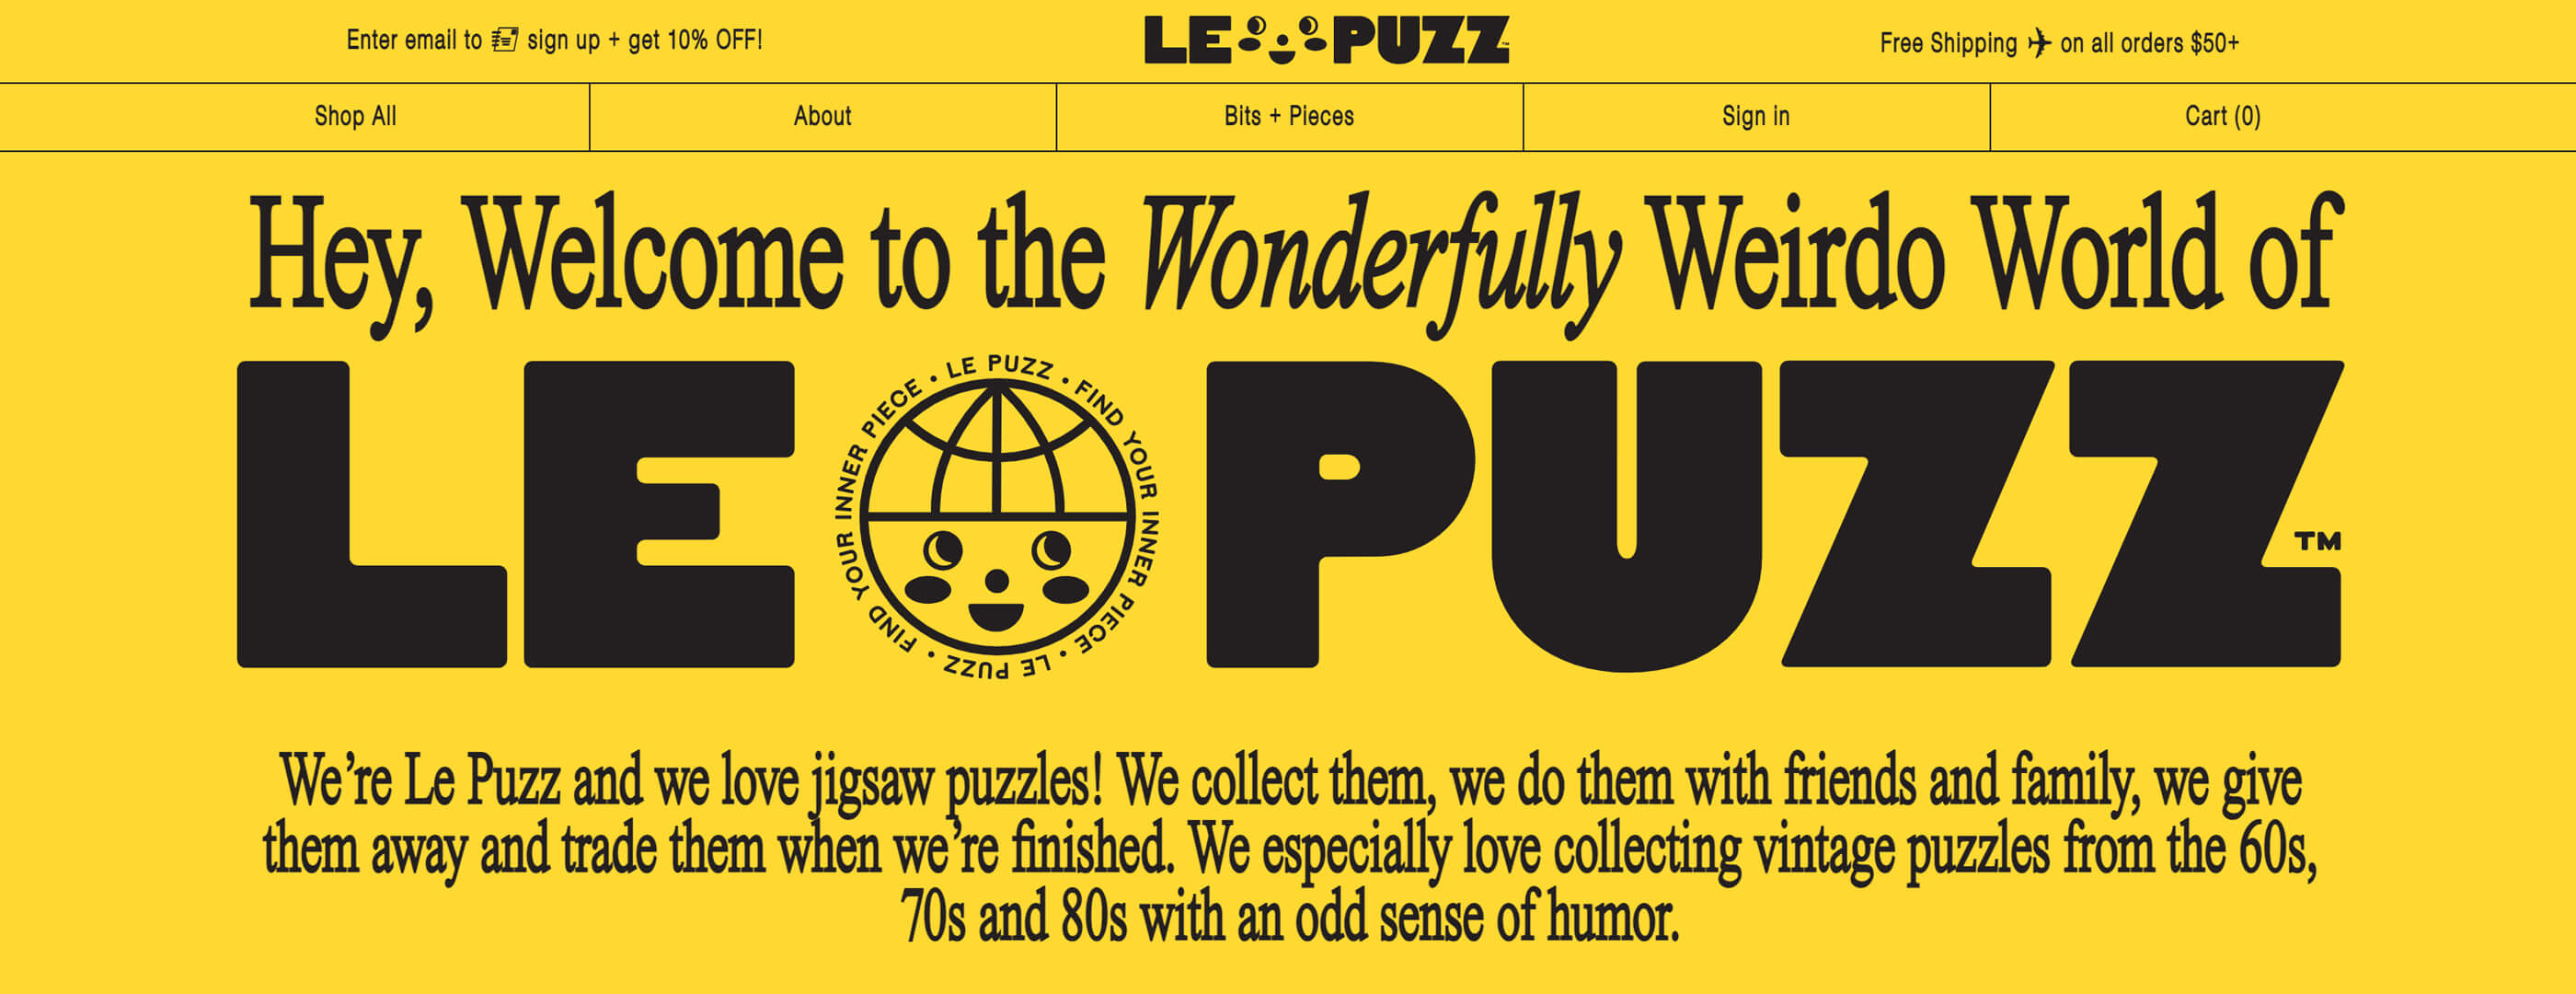 Enter email to sign up + get 10% OFF!
LE PUZZ™
Free Shipping on all orders $50+
Shop All
About
Bits + Pieces
Sign in
Cart (0)
Hey, Welcome to the Wonderfully Weirdo World of
LE PUZZ™
LE PUZZ • FIND YOUR INNER PIECE • LE PUZZ • FIND YOUR INNER PIECE •
We’re Le Puzz and we love jigsaw puzzles! We collect them, we do them with friends and family, we give
them away and trade them when we’re finished. We especially love collecting vintage puzzles from the 60s,
70s and 80s with an odd sense of humor.